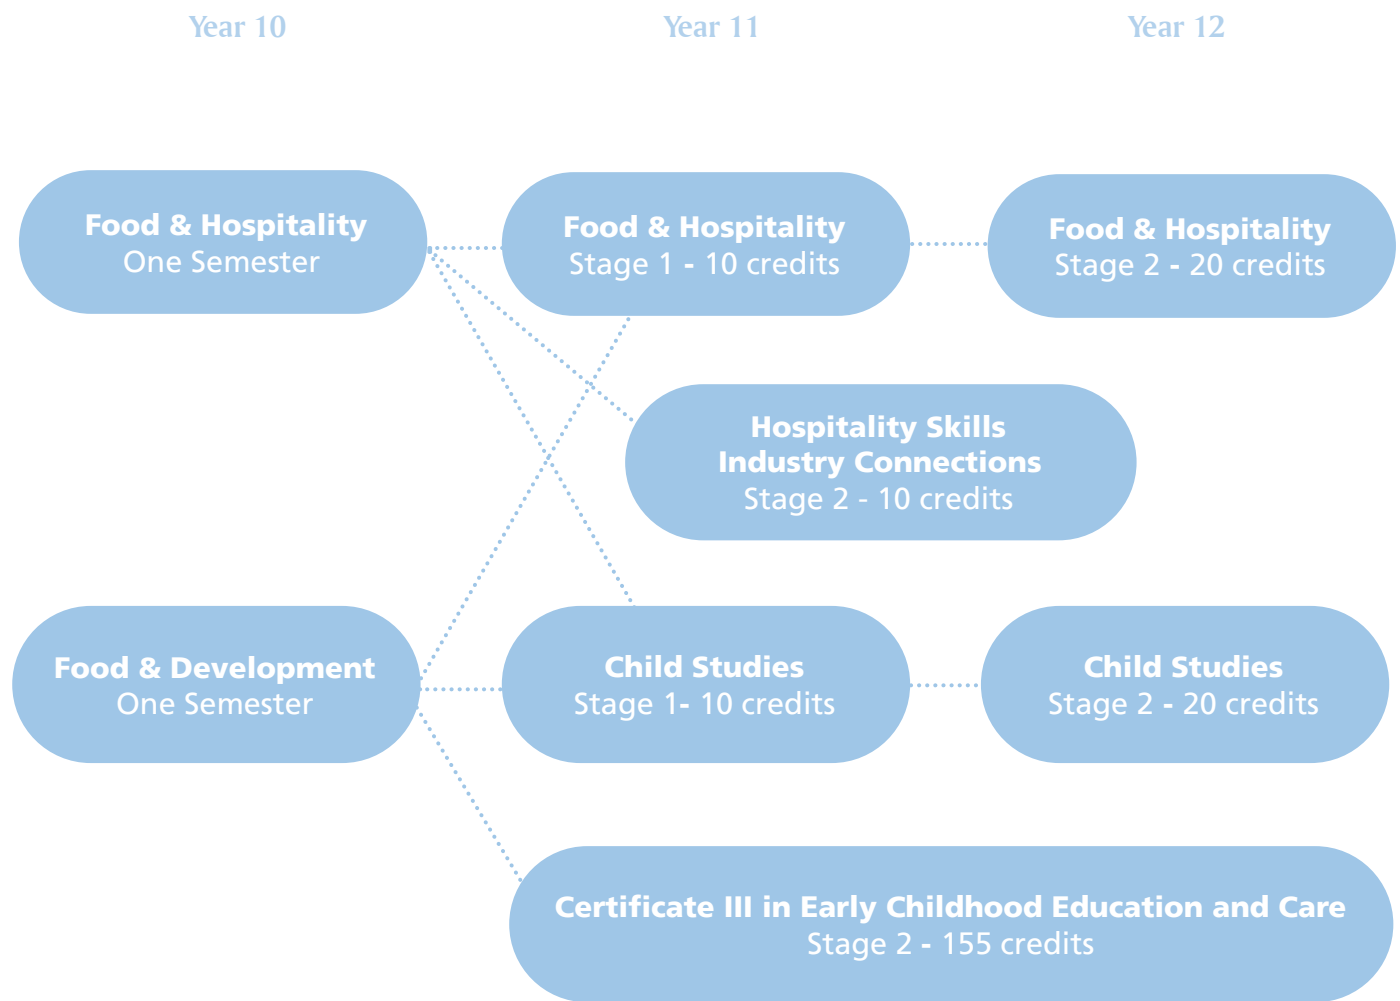 Year 10
Year 11
Year 12
Food & Hospitality
One Semester
Food & Hospitality
Stage 1 - 10 credits
Food & Hospitality
Stage 2 - 20 credits
Hospitality Skills
Industry Connections
Stage 2 - 10 credits
Food & Development
One Semester
Child Studies
Stage 1- 10 credits
Child Studies
Stage 2 - 20 credits
Certificate III in Early Childhood Education and Care
Stage 2 - 155 credits